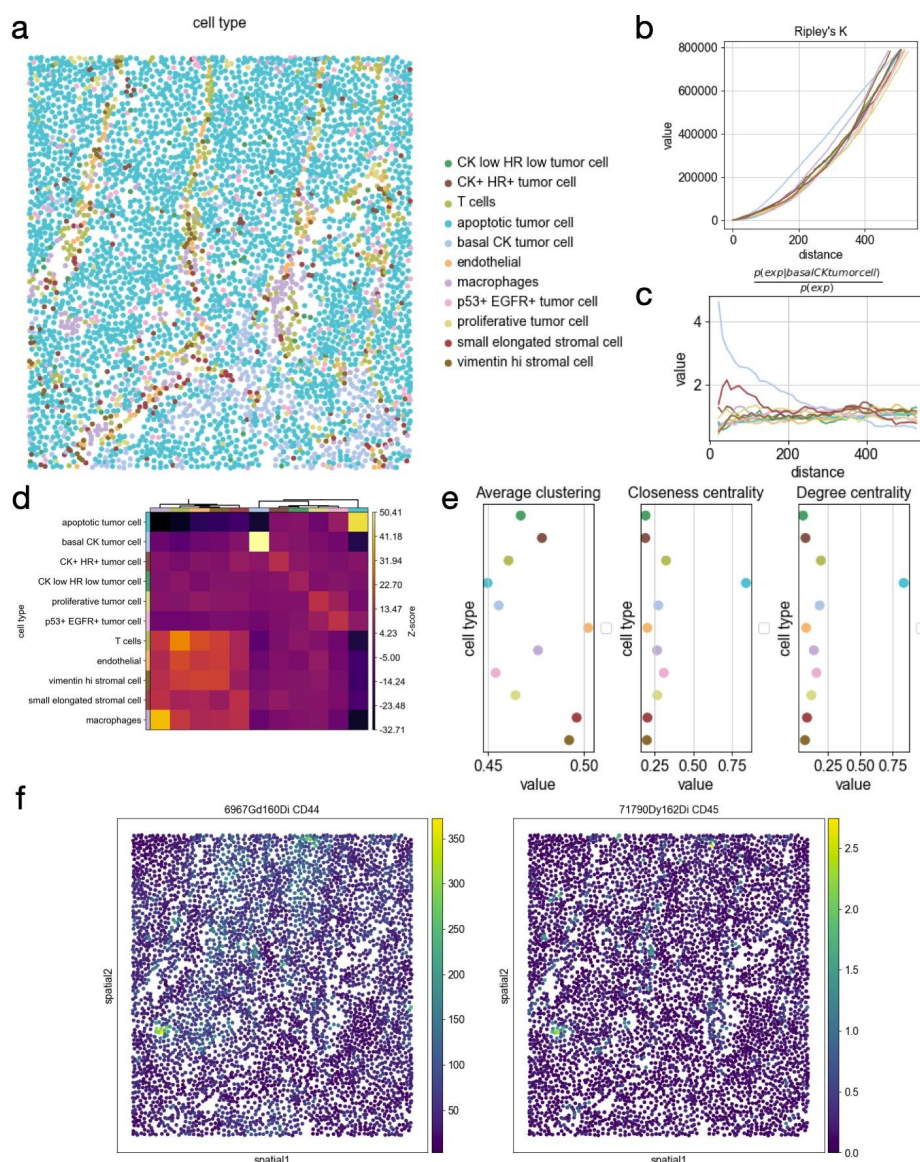 a
cell type
CK low HR low tumor cell
CK+ HR+ tumor cell
T cells
apoptotic tumor cell
basal CK tumor cell
endothelial
macrophages
p53+ EGFR+ tumor cell
proliferative tumor cell
small elongated stromal cell
vimentin hi stromal cell
b
Ripley's K
800000
600000
400000
200000
0
value
0 200 400
distance
c
p(exp|basalCKtumorcell)
p(exp)
4
2
value
0 200 400
distance
d
cell type
apoptotic tumor cell
basal CK tumor cell
CK+ HR+ tumor cell
CK low HR low tumor cell
proliferative tumor cell
p53+ EGFR+ tumor cell
T cells
endothelial
vimentin hi stromal cell
small elongated stromal cell
macrophages
50.41
41.18
31.94
22.70
13.47
4.23
-5.00
-14.24
-23.48
-32.71
Z-score
e
Average clustering
cell type
0.45 0.50
value
Closeness centrality
cell type
0.25 0.50 0.75
value
Degree centrality
cell type
0.25 0.50 0.75
value
f
6967Gd160Di CD44
spatial2
spatial1
350
300
250
200
150
100
50
71790Dy162Di CD45
spatial2
spatial1
2.5
2.0
1.5
1.0
0.5
0.0